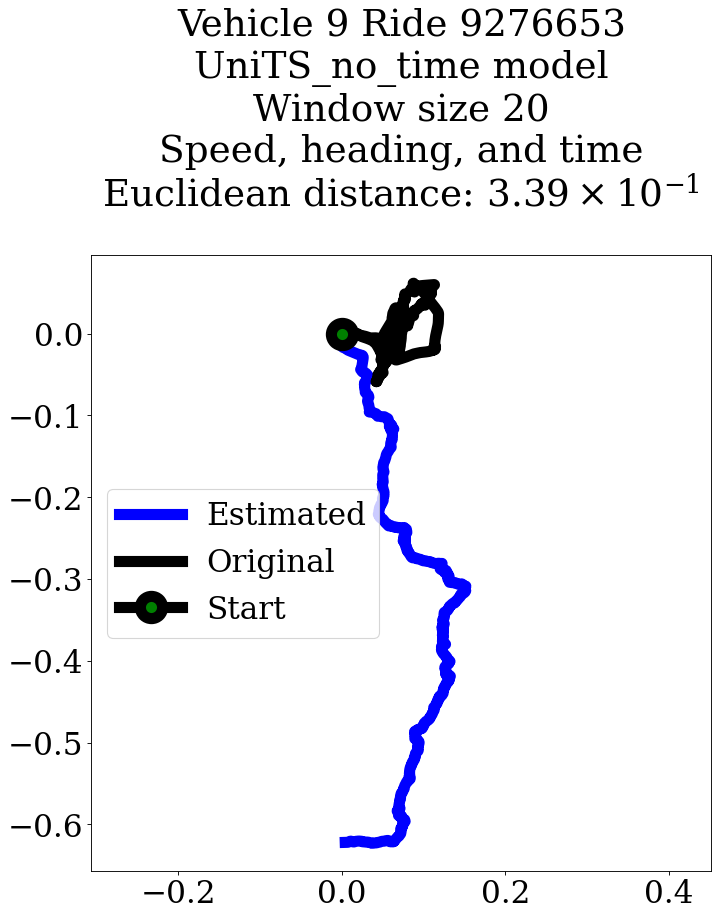 Vehicle 9 Ride 9276653
UniTS_no_time model
Window size 20
Speed, heading, and time
Euclidean distance: 3.39 × 10⁻¹
0.0
−0.1
−0.2
−0.3
−0.4
−0.5
−0.6
Estimated
Original
Start
−0.2 0.0 0.2 0.4